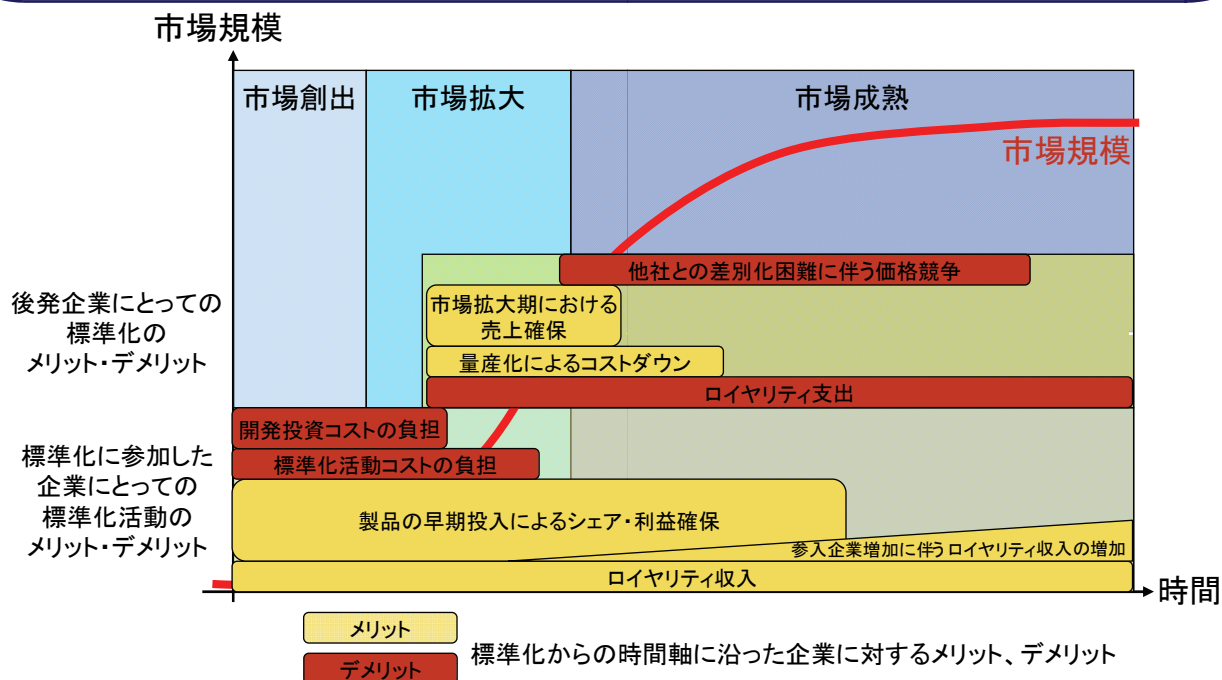 市場規模
市場創出
市場拡大
市場成熟
市場規模
他社との差別化困難に伴う価格競争
後発企業にとっての
標準化の
メリット・デメリット
市場拡大期における
売上確保
量産化によるコストダウン
ロイヤリティ支出
開発投資コストの負担
標準化活動コストの負担
標準化に参加した
企業にとっての
標準化活動の
メリット・デメリット
製品の早期投入によるシェア・利益確保
参入企業増加に伴うロイヤリティ収入の増加
ロイヤリティ収入
時間
メリット
デメリット
標準化からの時間軸に沿った企業に対するメリット、デメリット